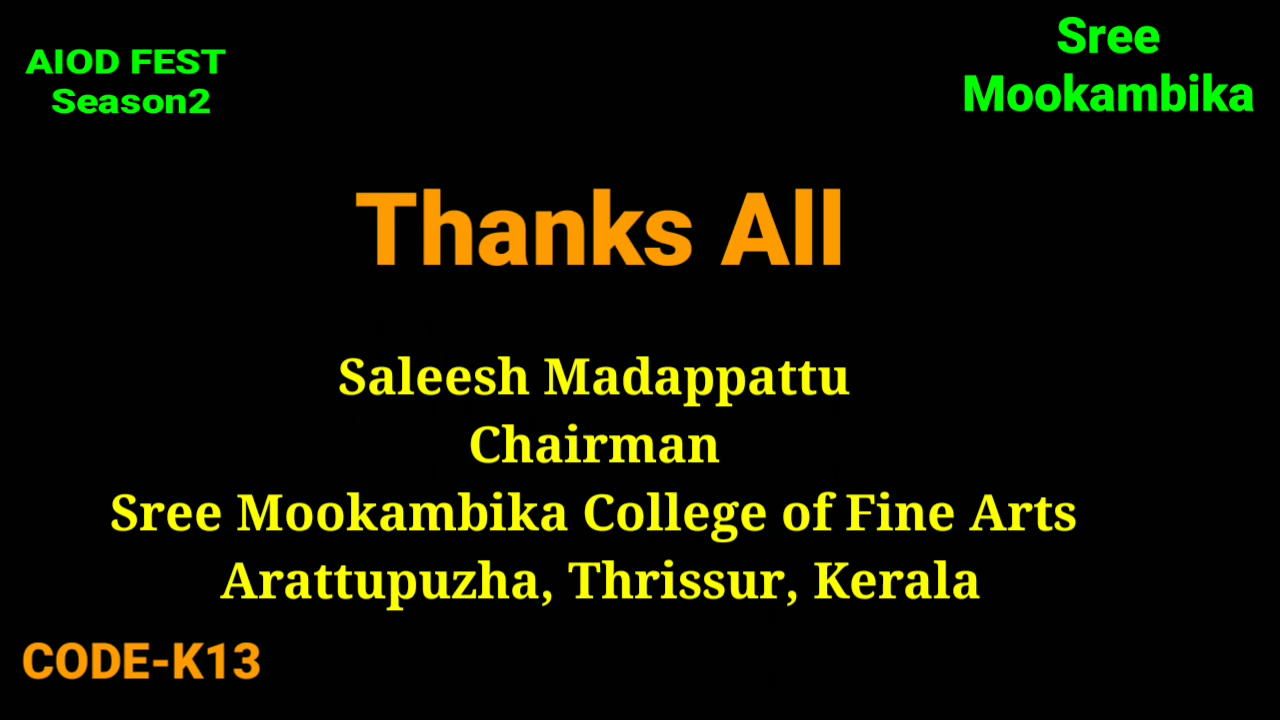 AIOD FEST
Season2
Sree
Mookambika
Thanks All
Saleesh Madappattu
Chairman
Sree Mookambika College of Fine Arts
Arattupuzha, Thrissur, Kerala
CODE-K13